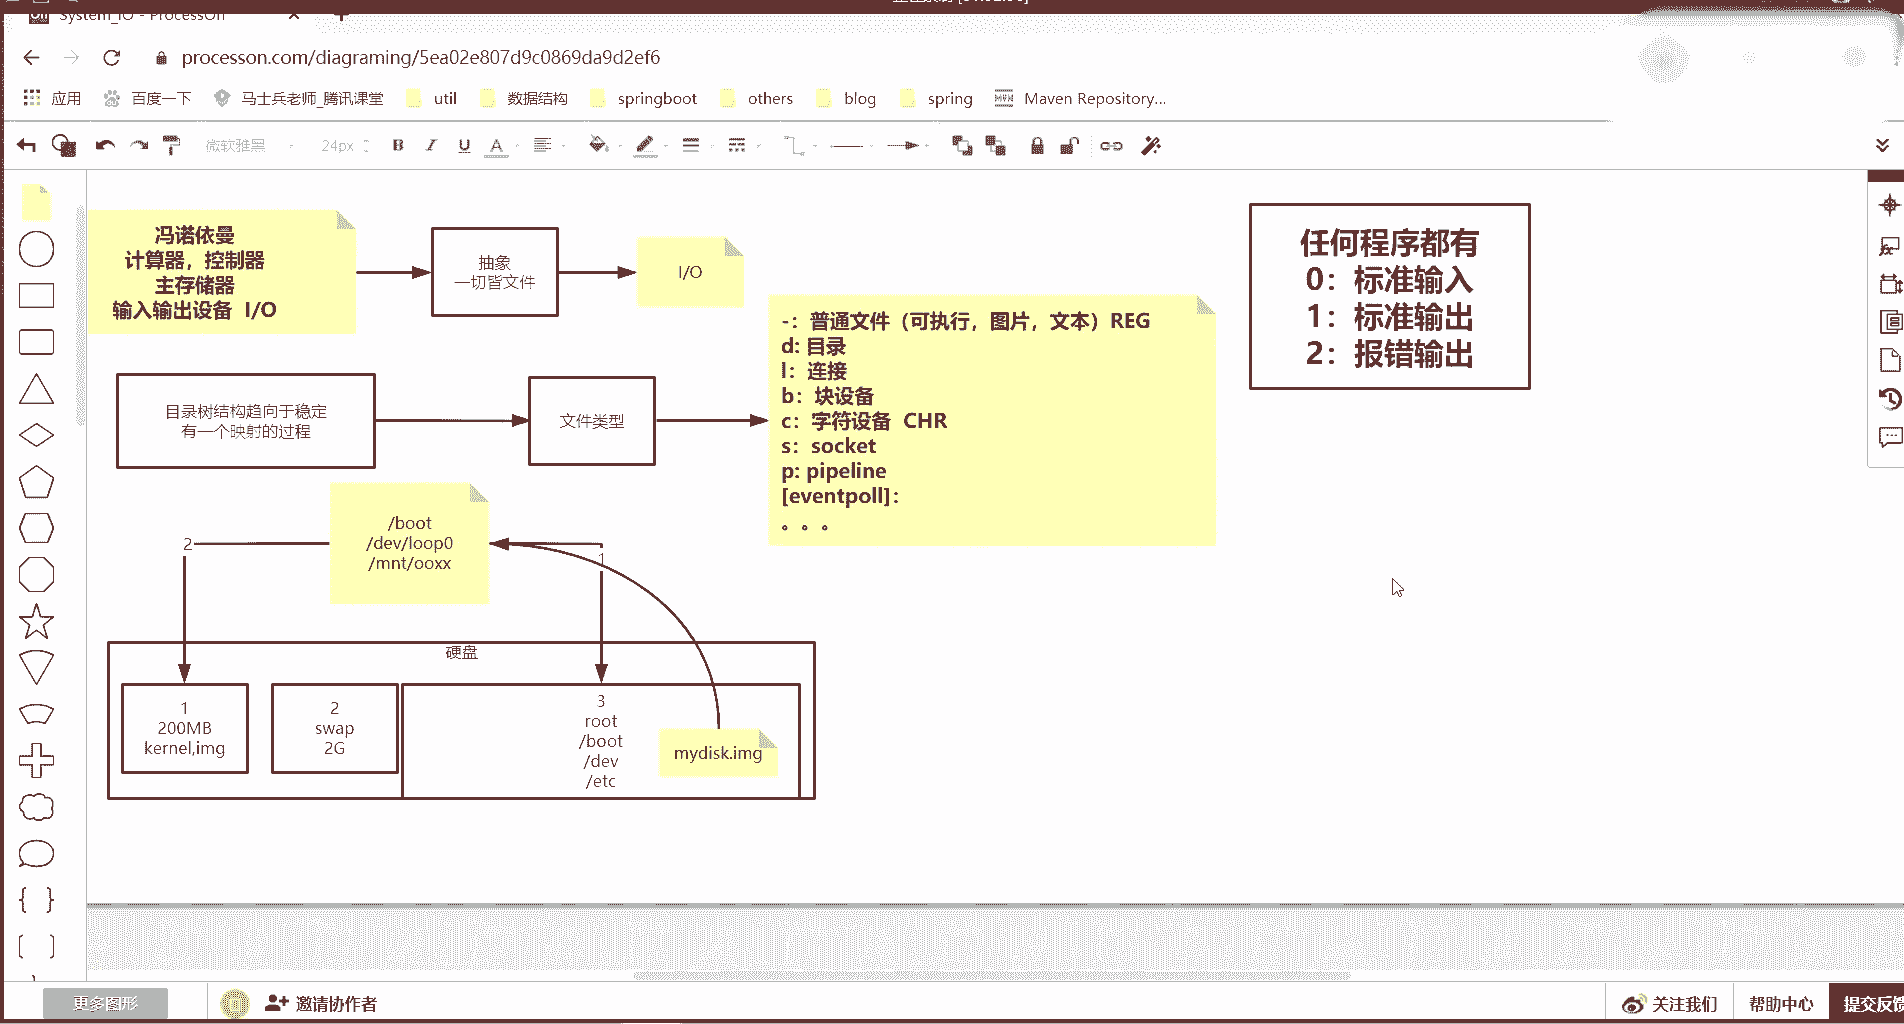 System_IO - ProcessOn
processon.com/diagraming/5ea02e807d9c0869da9d2ef6
应用 百度一下 马士兵老师_腾讯课堂 util 数据结构 springboot others blog spring Maven Repository...
微软雅黑 24px B I U A
冯诺依曼
计算器，控制器
主存储器
输入输出设备 I/O
抽象
一切皆文件
I/O
任何程序都有
0：标准输入
1：标准输出
2：报错输出
-：普通文件（可执行，图片，文本）REG
d: 目录
l：连接
b：块设备
c：字符设备 CHR
s：socket
p: pipeline
[eventpoll]：
。。。
目录树结构趋向于稳定
有一个映射的过程
文件类型
/boot
/dev/loop0
/mnt/ooxx
2
1
硬盘
1
200MB
kernel,img
2
swap
2G
3
root
/boot
/dev
/etc
mydisk.img
更多图形
邀请协作者
关注我们
帮助中心
提交反馈